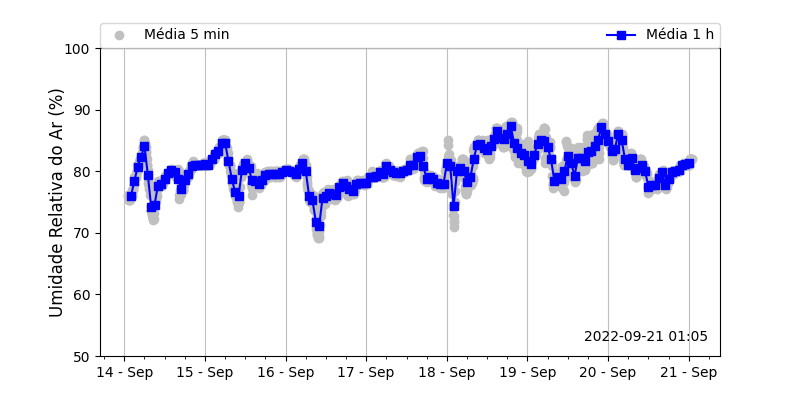 Média 5 min
Média 1 h
Umidade Relativa do Ar (%)
100
90
80
70
60
50
2022-09-21 01:05
14 - Sep
15 - Sep
16 - Sep
17 - Sep
18 - Sep
19 - Sep
20 - Sep
21 - Sep